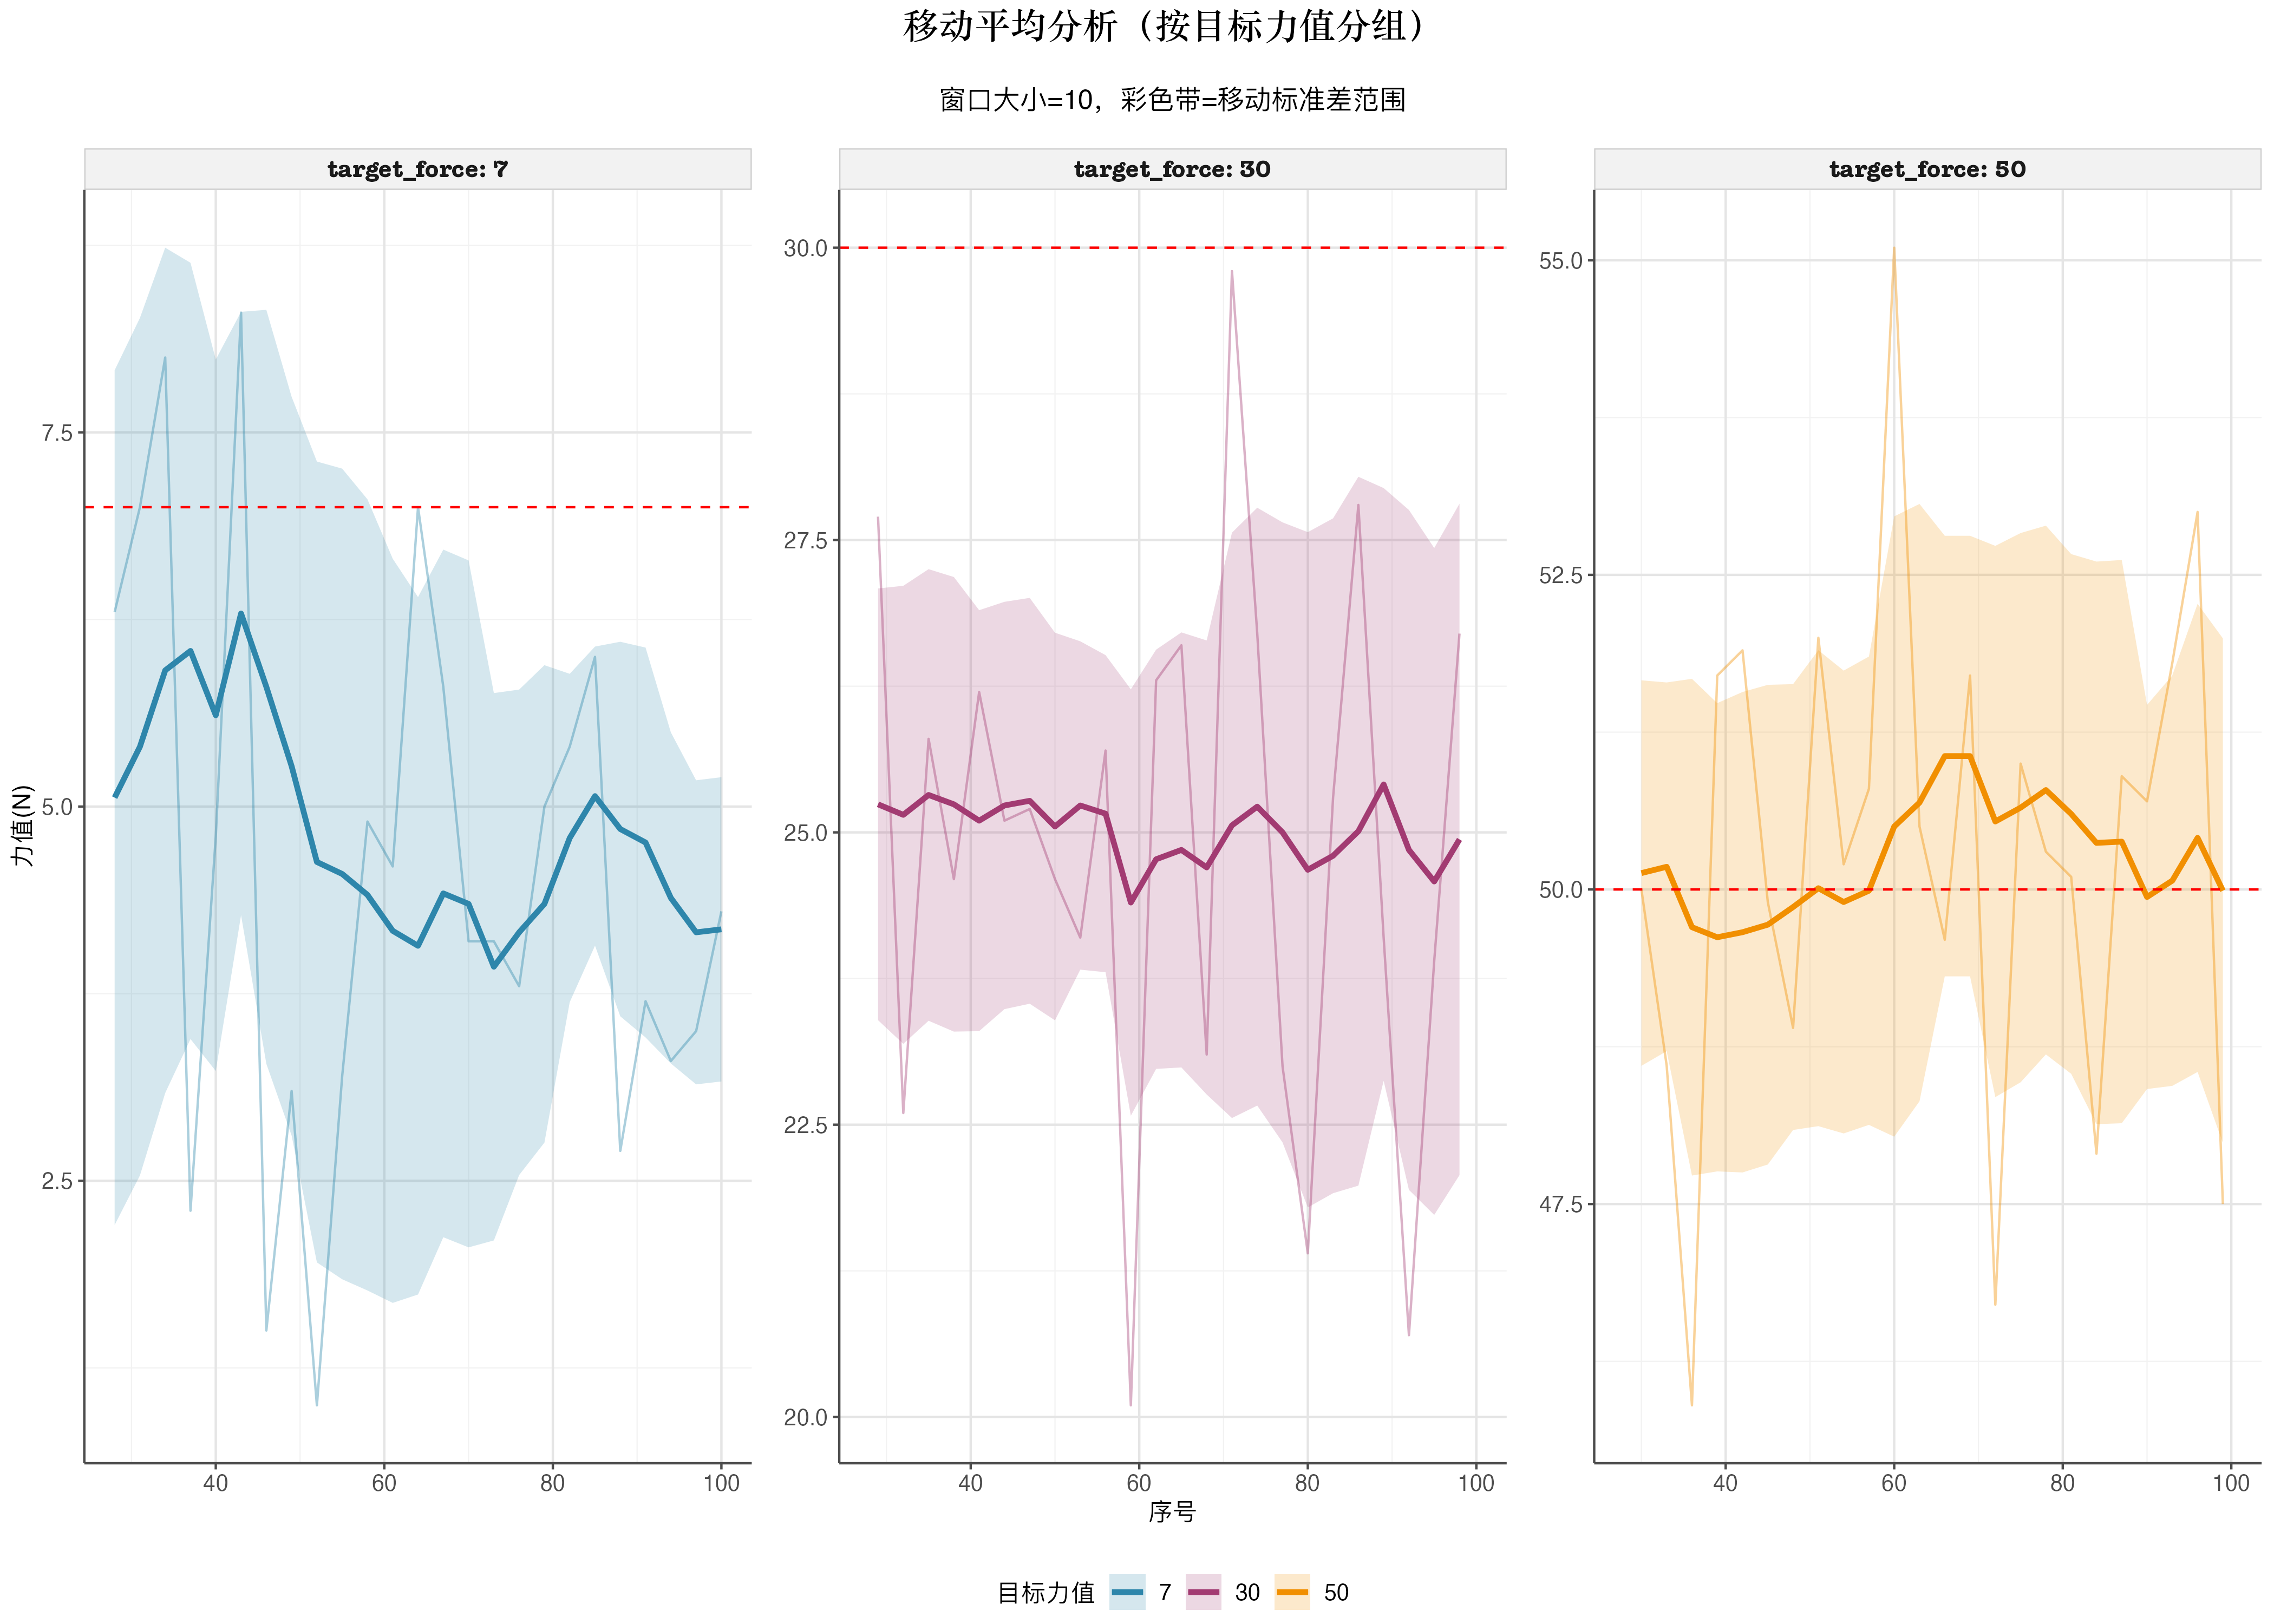 移动平均分析（按目标力值分组）
窗口大小=10，彩色带=移动标准差范围
target_force: 7
target_force: 30
target_force: 50
力值(N)
7.5
5.0
2.5
30.0
27.5
25.0
22.5
20.0
55.0
52.5
50.0
47.5
40 60 80 100
40 60 80 100
40 60 80 100
序号
目标力值 7 30 50